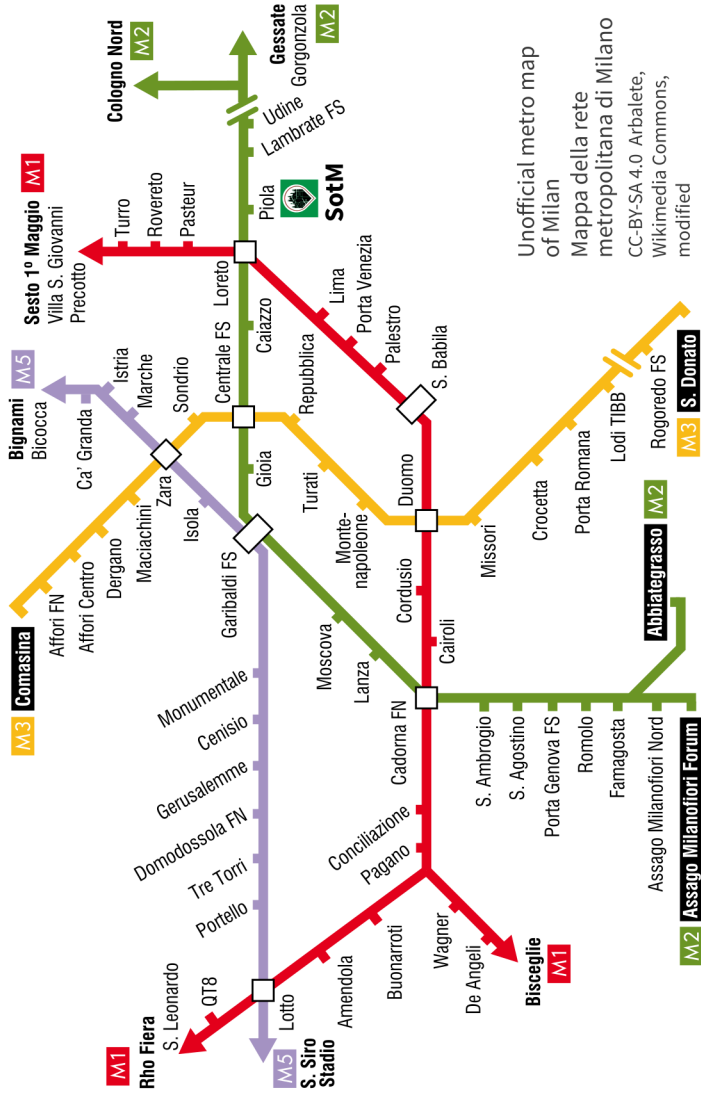 M1
Rho Fiera
S. Leonardo
QT8
Lotto
M5
S. Siro
Stadio
Amendola
Buonarroti
Wagner
De Angeli
Bisceglie
M1
Portello
Tre Torri
Domodossola FN
Gerusalemme
Cenisio
Monumentale
Pagano
Conciliazione
Cadorna FN
Cairoli
Cordusio
Duomo
S. Babila
Palestro
Porta Venezia
Lima
Loreto
Pasteur
Rovereto
Turro
Sesto 1º Maggio M1
Villa S. Giovanni
Precotto
M3 Comasina
Affori FN
Affori Centro
Dergano
Maciachini
Zara
Sondrio
Centrale FS
Repubblica
Turati
Monte-
napoleone
Missori
Crocetta
Porta Romana
Lodi TIBB
Rogoredo FS
M3 S. Donato
Bignami M5
Bicocca
Ca' Granda
Istria
Marche
Isola
Garibaldi FS
Gioia
Caiazzo
Piola
SotM
Lambrate FS
Udine
Cologno Nord M2
Gessate M2
Gorgonzola
Moscova
Lanza
S. Ambrogio
S. Agostino
Porta Genova FS
Romolo
Famagosta
Assago Milanofiori Nord
M2 Assago Milanofiori Forum
Abbiategrasso M2
Unofficial metro map
of Milan
Mappa della rete
metropolitana di Milano
CC-BY-SA 4.0 Arbalete,
Wikimedia Commons,
modified